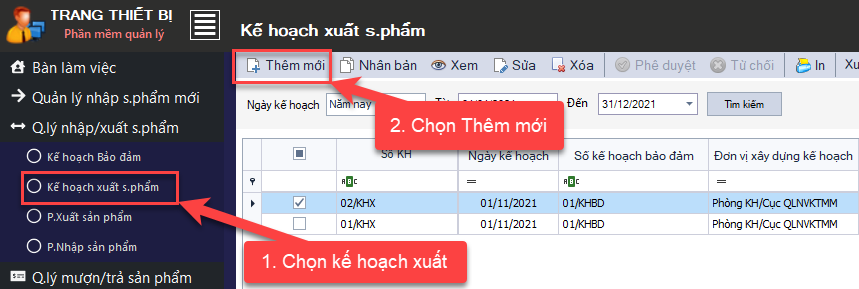 TRANG THIẾT BỊ
Phần mềm quản lý
Kế hoạch xuất s.phẩm
Bàn làm việc
Quản lý nhập s.phẩm mới
Q.lý nhập/xuất s.phẩm
Kế hoạch Bảo đảm
Kế hoạch xuất s.phẩm
P.Xuất sản phẩm
P.Nhập sản phẩm
Q.lý mượn/trả sản phẩm
Thêm mới Nhân bản Xem Sửa Xóa Phê duyệt Từ chối In Xu
Ngày kế hoạch Năm nay Đến 31/12/2021 Tìm kiếm
2. Chọn Thêm mới
Số KH Ngày kế hoạch Số kế hoạch bảo đảm Đơn vị xây dựng kế hoạch
02/KHX 01/11/2021 01/KHBD Phòng KH/Cục QLNVKTMM
01/KHX 01/11/2021 01/KHBD Phòng KH/Cục QLNVKTMM
1. Chọn kế hoạch xuất